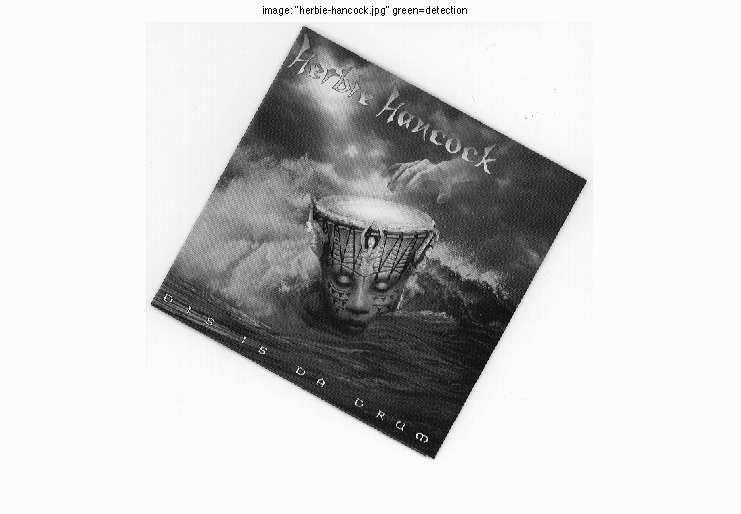 image: "herbie-hancock.jpg" green=detection
Herbie Hancock
DIS IS DA DRUM